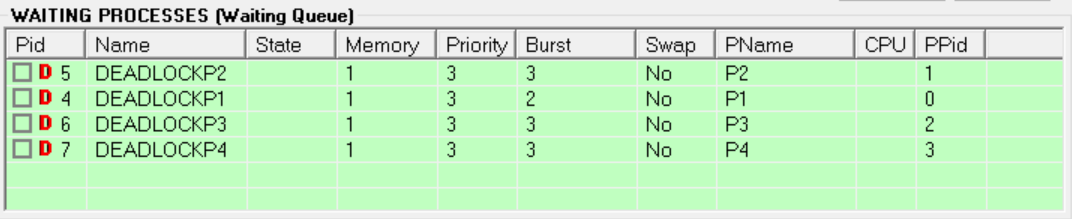 WAITING PROCESSES (Waiting Queue)
Pid Name State Memory Priority Burst Swap PName CPU PPid
D 5 DEADLOCKP2 1 3 3 No P2 1
D 4 DEADLOCKP1 1 3 2 No P1 0
D 6 DEADLOCKP3 1 3 3 No P3 2
D 7 DEADLOCKP4 1 3 3 No P4 3